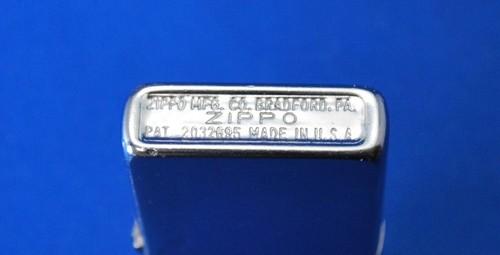 ZIPPO MFG. CO. BRADFORD. PA.
ZIPPO
PAT. 2032695 MADE IN U.S.A.